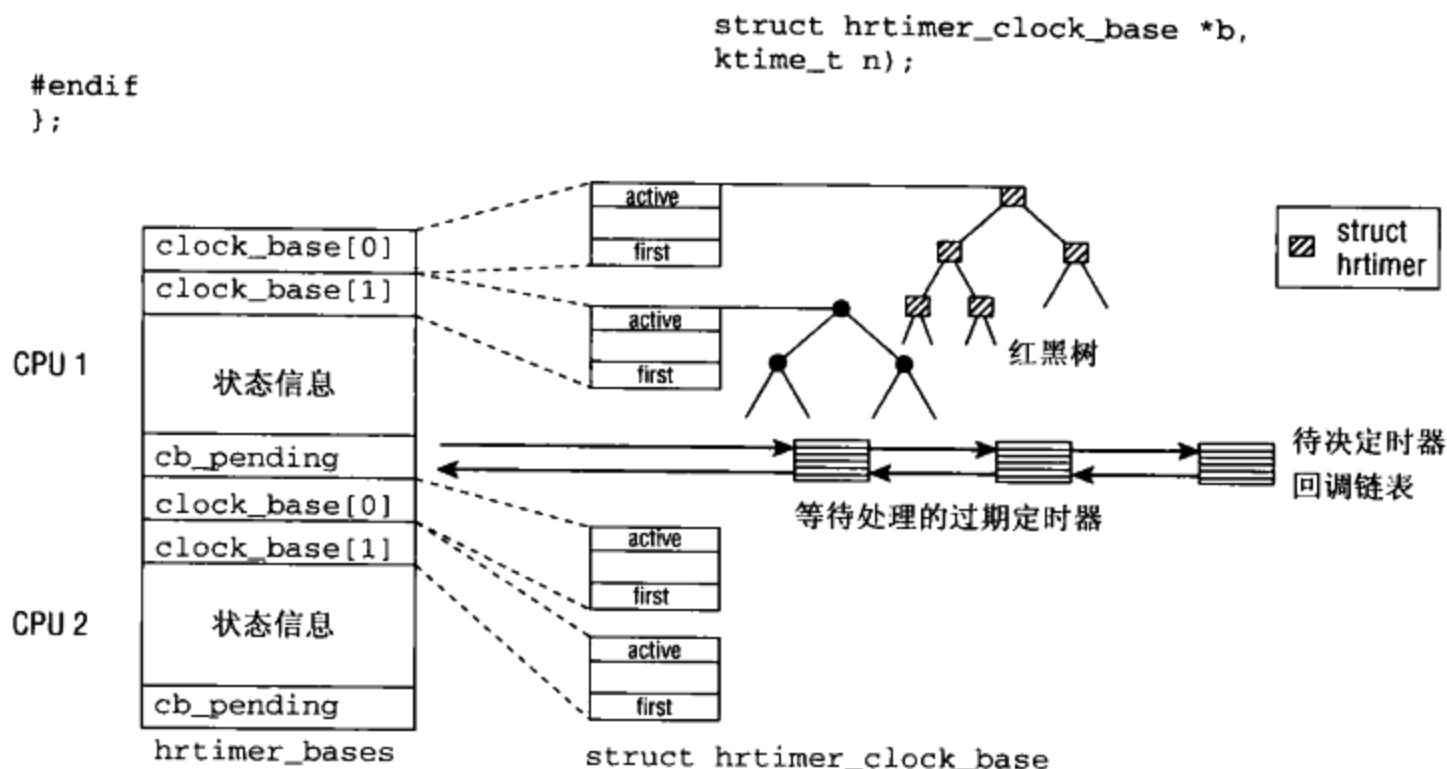 struct hrtimer_clock_base *b,
ktime_t n);
#endif
};
active
first
struct
hrtimer
clock_base[0]
clock_base[1]
active
first
红黑树
CPU 1
状态信息
cb_pending
待决定时器
回调链表
等待处理的过期定时器
clock_base[0]
clock_base[1]
active
first
CPU 2
状态信息
active
first
cb_pending
hrtimer_bases
struct hrtimer_clock_base